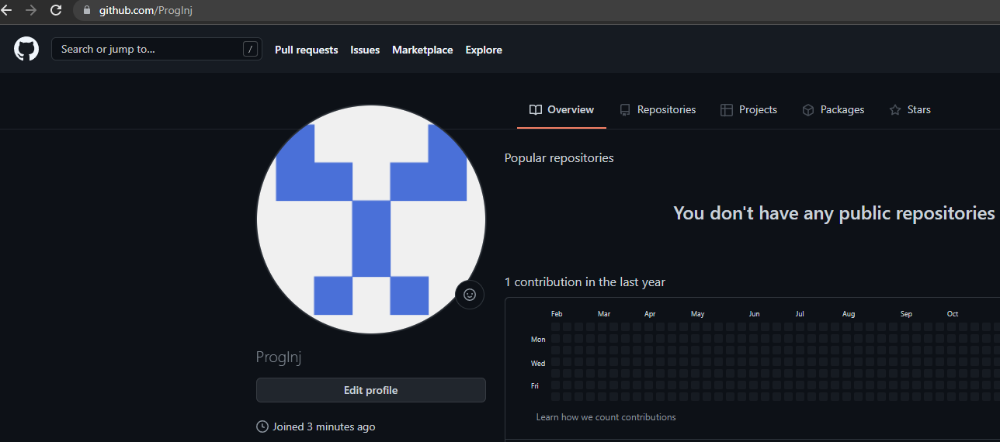 github.com/ProgInj
Search or jump to... /
Pull requests Issues Marketplace Explore
Overview Repositories Projects Packages Stars
Popular repositories
You don't have any public repositories
1 contribution in the last year
Feb Mar Apr May Jun Jul Aug Sep Oct
Mon
Wed
Fri
Learn how we count contributions
ProgInj
Edit profile
Joined 3 minutes ago